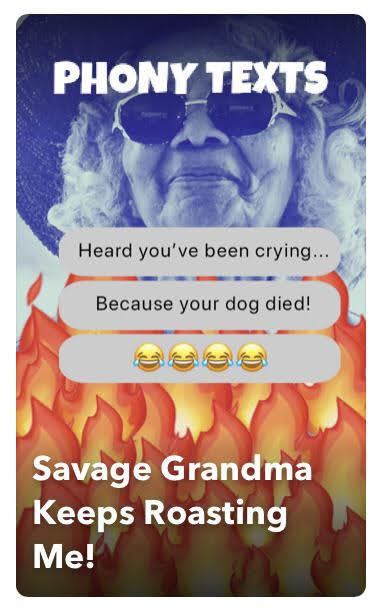 PHONY TEXTS
Heard you’ve been crying...
Because your dog died!
😂😂😂😂
Savage Grandma
Keeps Roasting
Me!